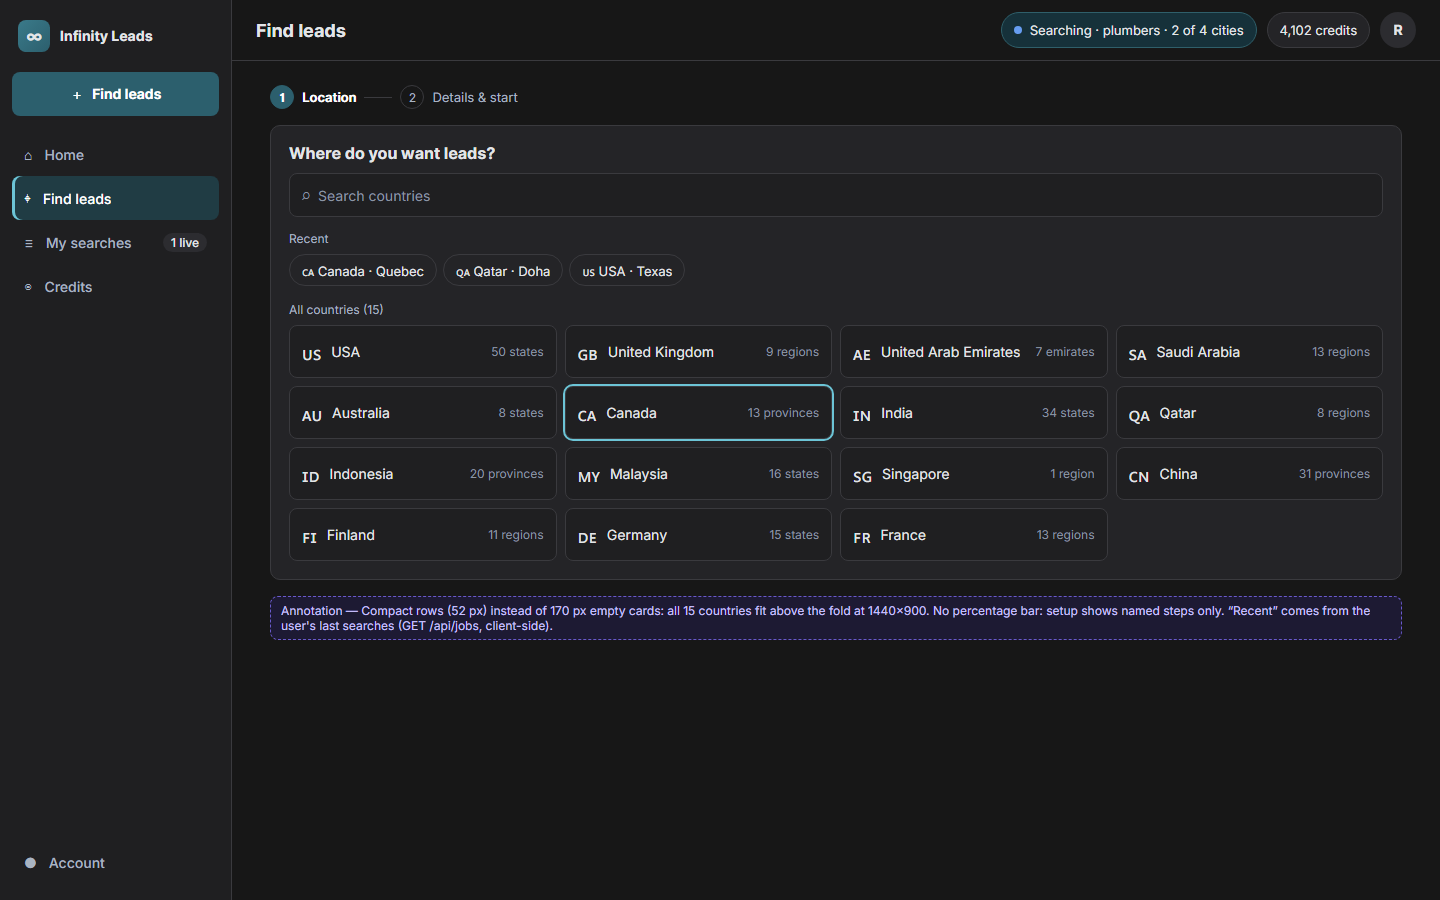 ∞ Infinity Leads
+ Find leads
Home
Find leads
My searches 1 live
Credits
Account
Find leads
Searching · plumbers · 2 of 4 cities
4,102 credits
R
1 Location
2 Details & start
Where do you want leads?
Search countries
Recent
CA Canada · Quebec
QA Qatar · Doha
US USA · Texas
All countries (15)
US USA 50 states
GB United Kingdom 9 regions
AE United Arab Emirates 7 emirates
SA Saudi Arabia 13 regions
AU Australia 8 states
CA Canada 13 provinces
IN India 34 states
QA Qatar 8 regions
ID Indonesia 20 provinces
MY Malaysia 16 states
SG Singapore 1 region
CN China 31 provinces
FI Finland 11 regions
DE Germany 15 states
FR France 13 regions
Annotation — Compact rows (52 px) instead of 170 px empty cards: all 15 countries fit above the fold at 1440×900. No percentage bar: setup shows named steps only. “Recent” comes from the
user's last searches (GET /api/jobs, client-side).